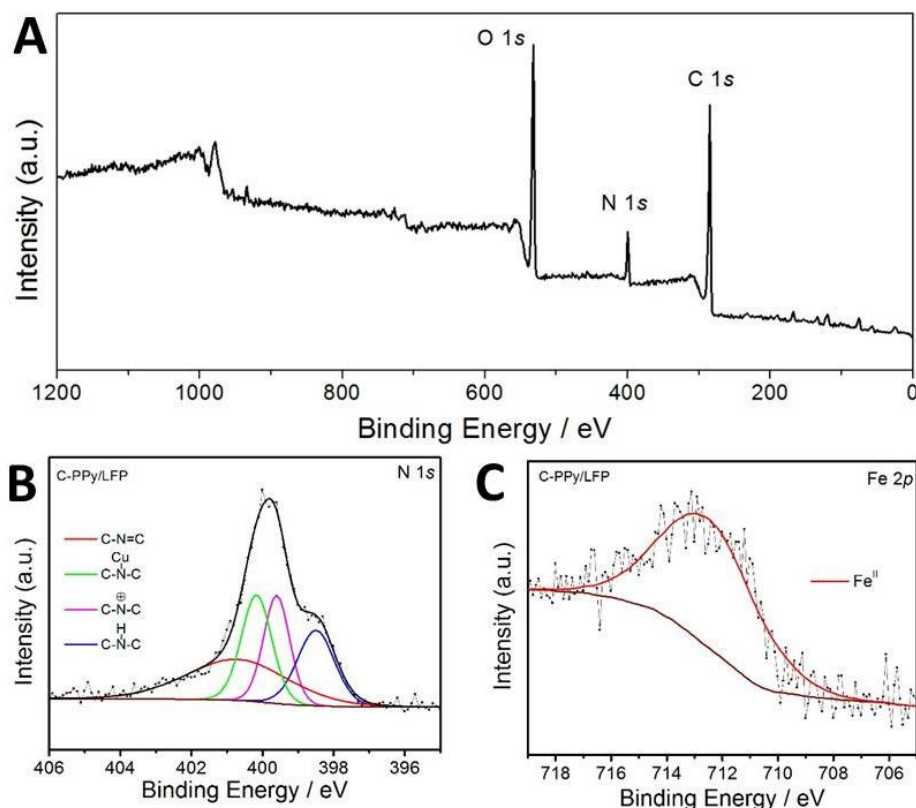 A
O 1s
C 1s
N 1s
Intensity (a.u.)
1200 1000 800 600 400 200 0
Binding Energy / eV
B
C-PPy/LFP
N 1s
C-N=C
Cu
C-N-C
⊕
C-N-C
H
C-N-C
Intensity (a.u.)
406 404 402 400 398 396
Binding Energy / eV
C
C-PPy/LFP
Fe 2p
Fe^II
Intensity (a.u.)
718 716 714 712 710 708 706
Binding Energy / eV